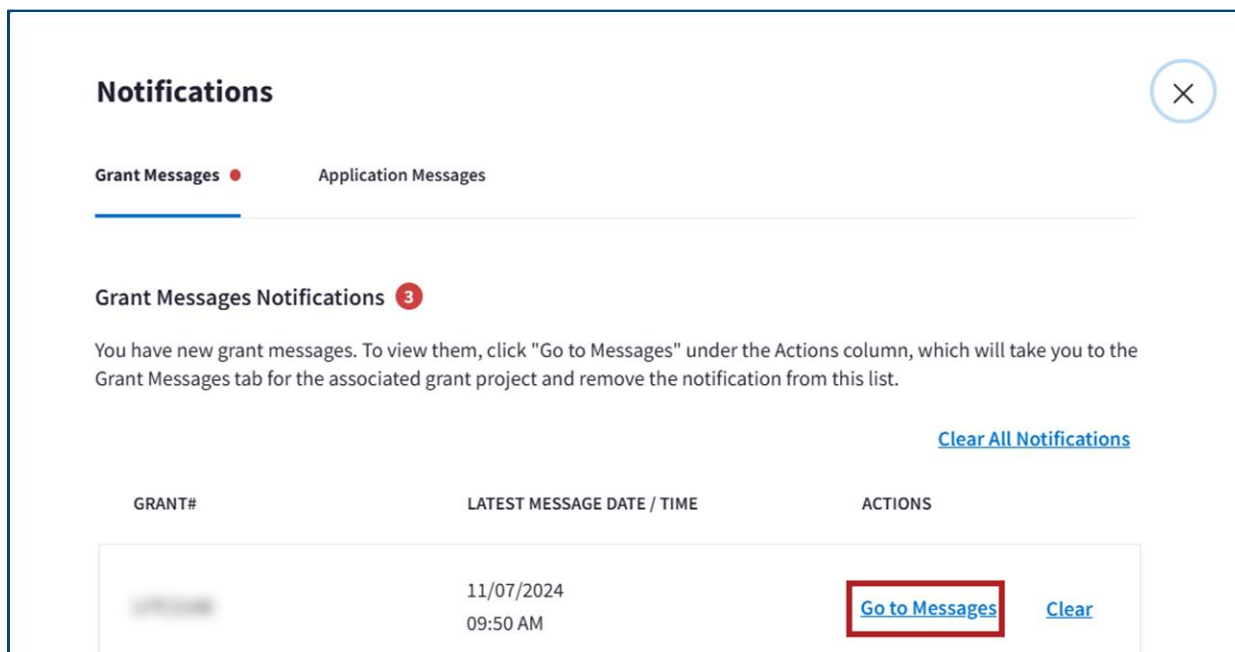 Notifications
Grant Messages
Application Messages
Grant Messages Notifications 3
You have new grant messages. To view them, click "Go to Messages" under the Actions column, which will take you to the
Grant Messages tab for the associated grant project and remove the notification from this list.
Clear All Notifications
GRANT#
LATEST MESSAGE DATE / TIME
ACTIONS
11/07/2024
09:50 AM
Go to Messages
Clear